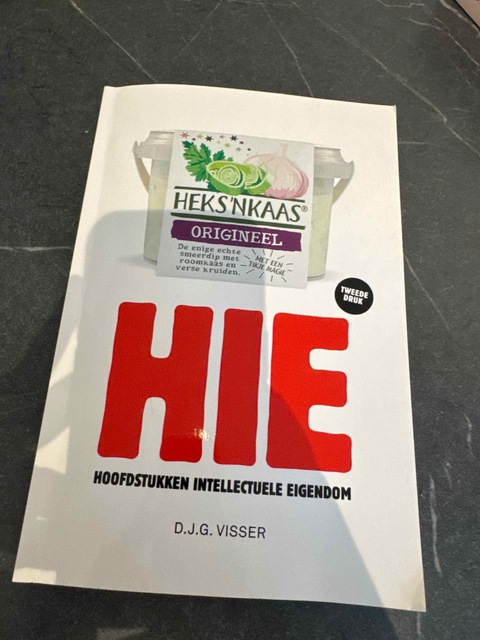 HEKS'NKAAS®
ORIGINEEL
De enige echte
smeerdip met
roomkaas en
verse kruiden.
MET EEN
TIKJE MAGIE
TWEEDE
DRUK
HIE
HOOFDSTUKKEN INTELLECTUELE EIGENDOM
D.J.G. VISSER